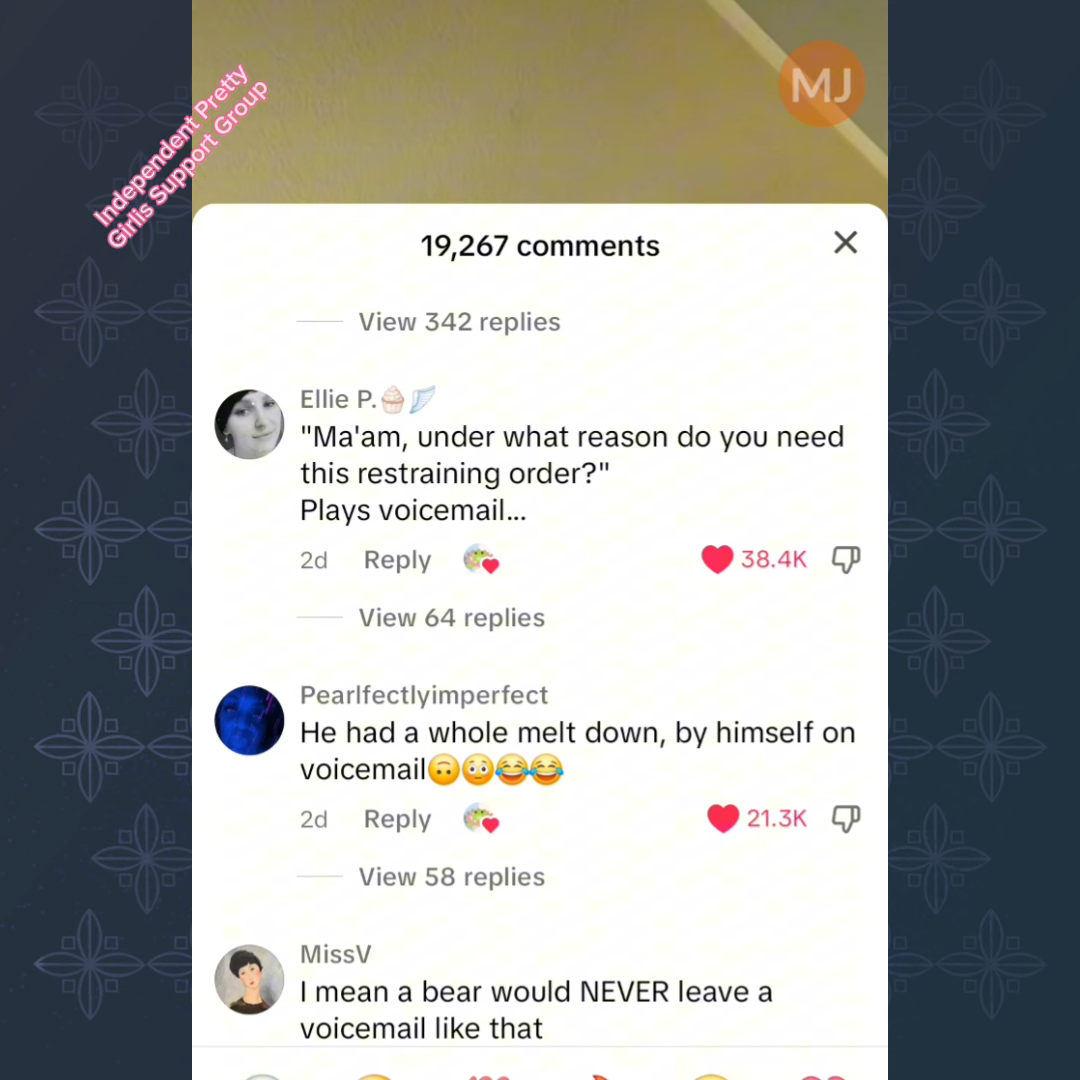 Independent Pretty
Girlis Support Group
MJ
19,267 comments
View 342 replies
Ellie P.🧁🪽
"Ma'am, under what reason do you need
this restraining order?"
Plays voicemail...
2d Reply 38.4K
View 64 replies
Pearlfectlyimperfect
He had a whole melt down, by himself on
voicemail🙃😳😂😂
2d Reply 21.3K
View 58 replies
MissV
I mean a bear would NEVER leave a
voicemail like that